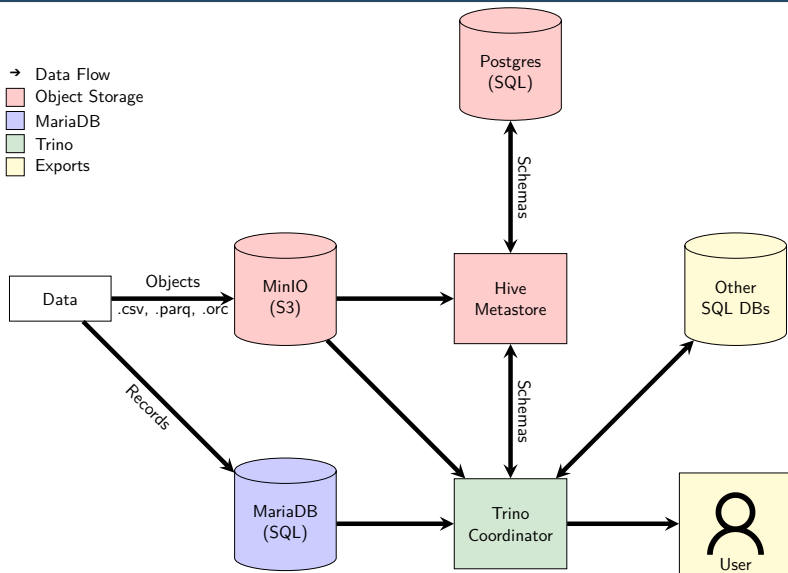 Postgres
(SQL)
Data Flow
Object Storage
MariaDB
Trino
Exports
Schemas
Data
Objects
.csv, .parq, .orc
MinIO
(S3)
Hive
Metastore
Other
SQL DBs
Records
Schemas
MariaDB
(SQL)
Trino
Coordinator
User